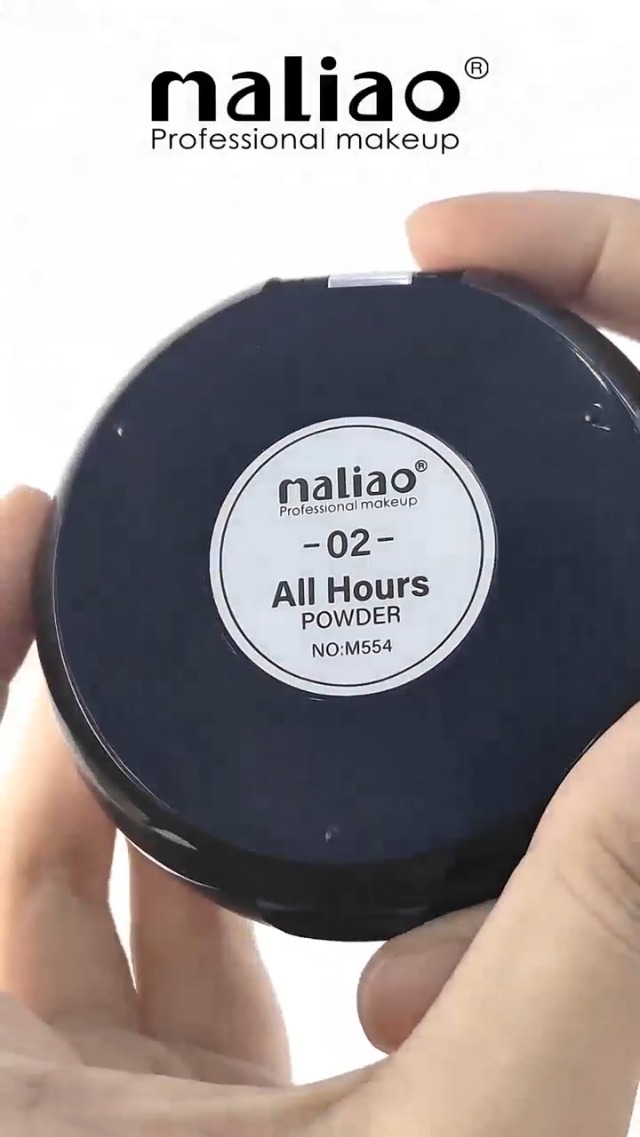 maliao®
Professional makeup
maliao®
Professional makeup
-02-
All Hours
POWDER
NO:M554